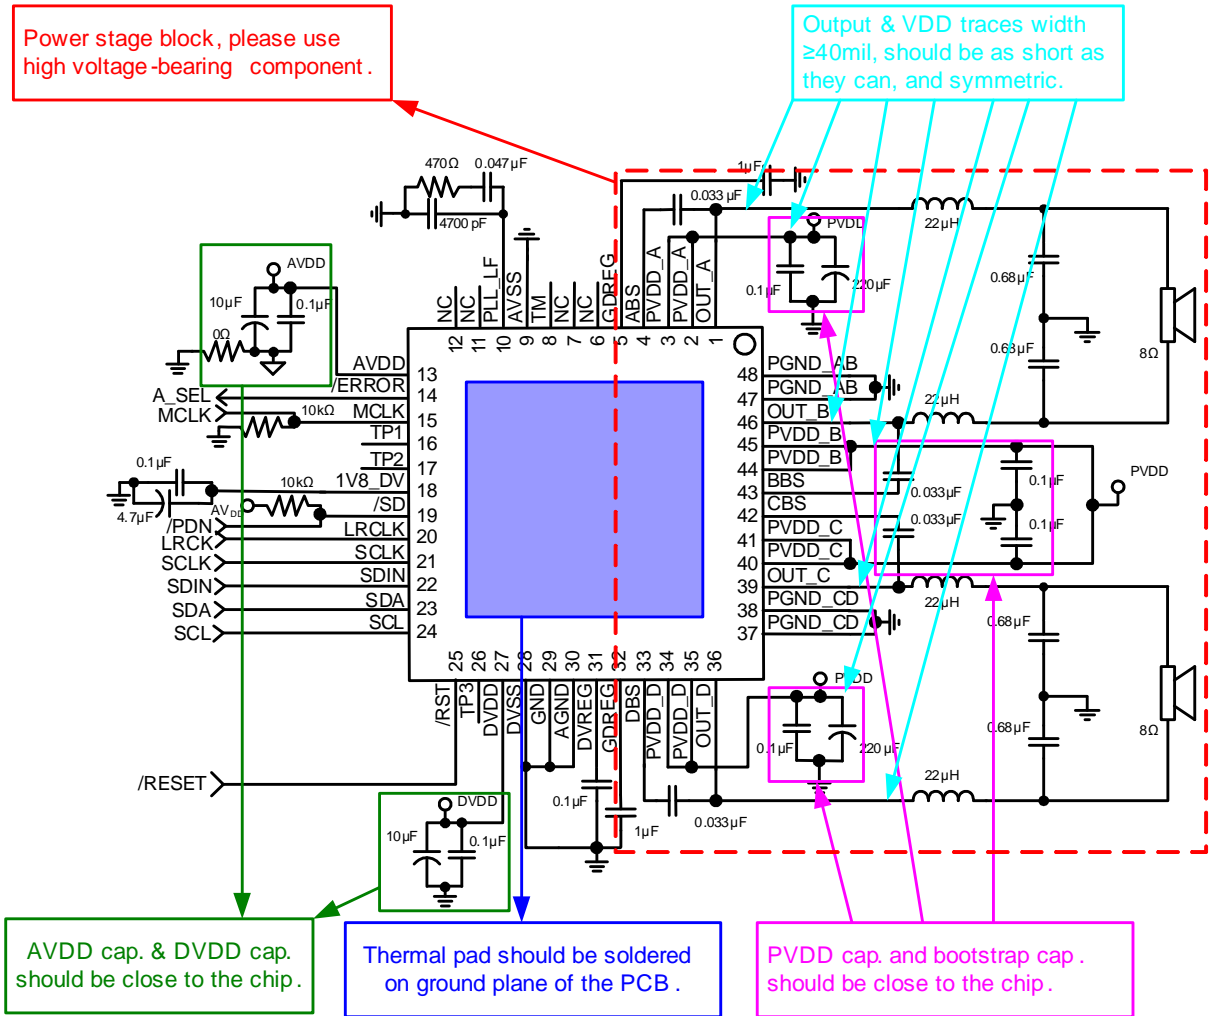 Power stage block, please use
high voltage-bearing component.
Output & VDD traces width
≥40mil, should be as short as
they can, and symmetric.
470Ω
0.047µF
4700pF
1µF
0.033µF
PVDD
22µH
0.1µF
220µF
0.68µF
0.68µF
8Ω
AVDD
10µF
0.1µF
0Ω
NC
NC
PLL_LF
AVSS
TM
NC
NC
GDREG
ABS
PVDD_A
PVDD_A
OUT_A
12
11
10
9
8
7
6
5
4
3
2
1
AVDD
13
/ERROR
14
A_SEL
MCLK
10kΩ
MCLK
15
TP1
16
TP2
17
0.1µF
4.7µF
1V8_DV
18
10kΩ
AVDD
/SD
19
/PDN
LRCK
LRCLK
20
SCLK
SCLK
21
SDIN
SDIN
22
SDA
SDA
23
SCL
SCL
24
PGND_AB
48
PGND_AB
47
OUT_B
46
22µH
PVDD_B
45
PVDD_B
44
BBS
43
0.033µF
0.1µF
PVDD
CBS
42
0.033µF
0.1µF
PVDD_C
41
PVDD_C
40
OUT_C
39
22µH
PGND_CD
38
PGND_CD
37
0.68µF
0.68µF
8Ω
25
26
27
28
29
30
31
32
33
34
35
36
/RST
TP3
DVDD
DVSS
GND
AGND
DVREG
GDREG
DBS
PVDD_D
PVDD_D
OUT_D
PVDD
0.1µF
220µF
22µH
/RESET
0.1µF
1µF
0.033µF
DVDD
10µF
0.1µF
AVDD cap. & DVDD cap.
should be close to the chip.
Thermal pad should be soldered
on ground plane of the PCB.
PVDD cap. and bootstrap cap.
should be close to the chip.